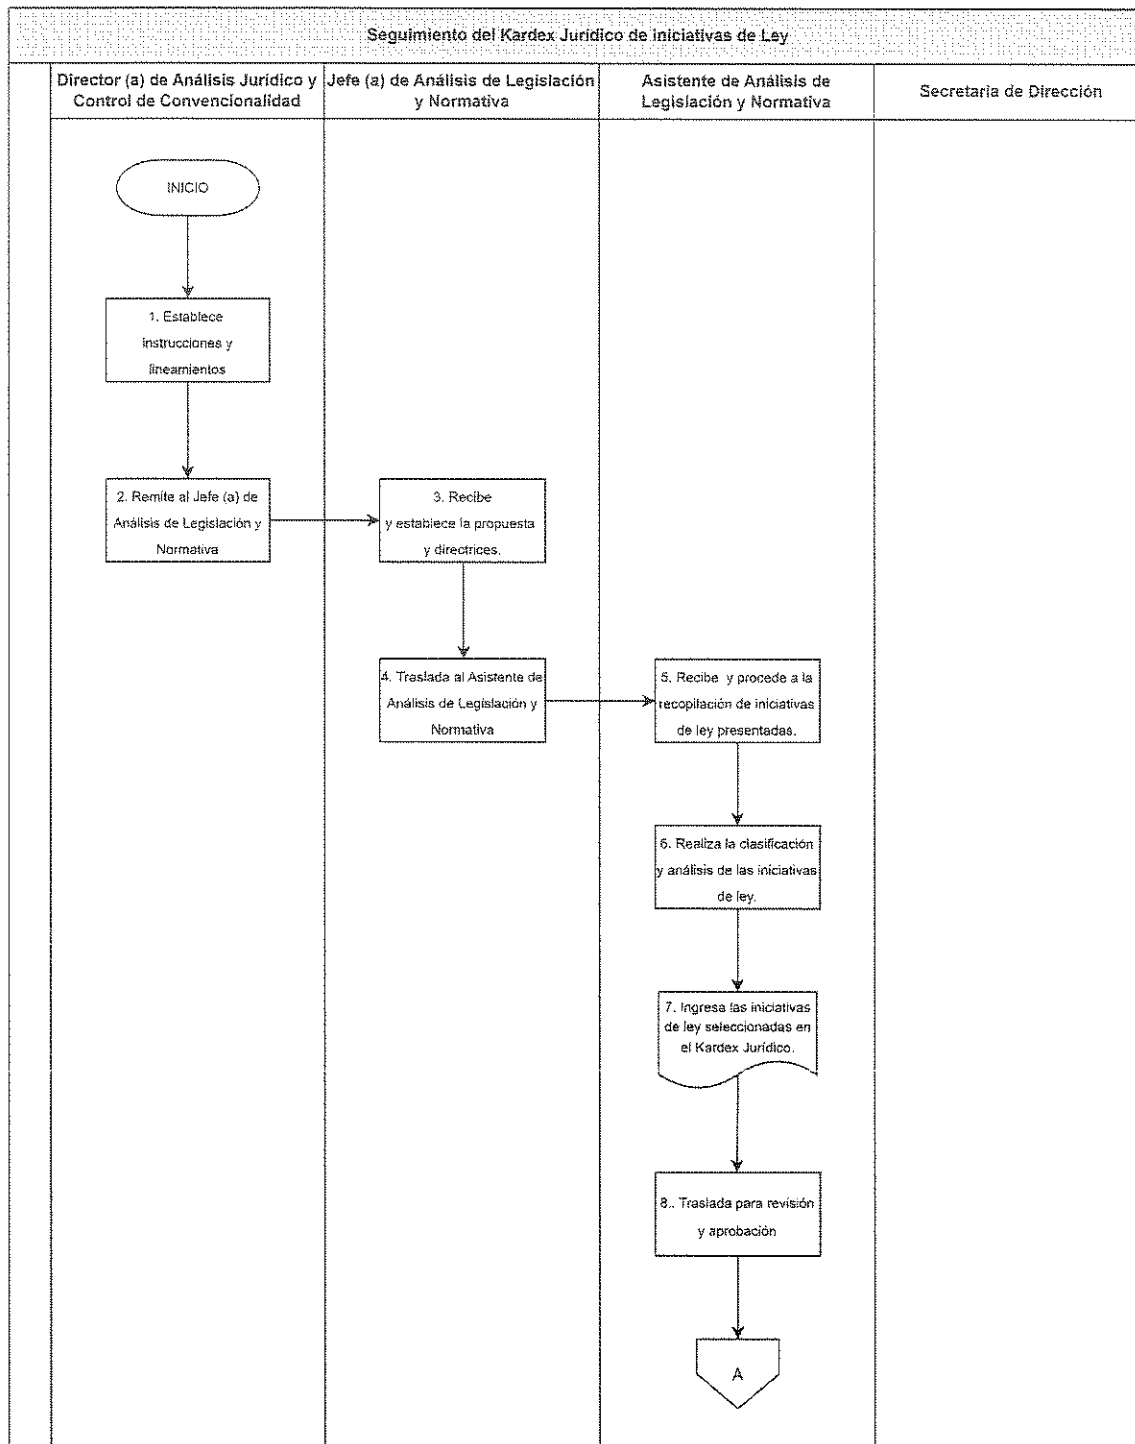 Seguimiento del Kardex Jurídico de iniciativas de Ley
Director (a) de Análisis Jurídico y
Control de Convencionalidad
Jefe (a) de Análisis de Legislación
y Normativa
Asistente de Análisis de
Legislación y Normativa
Secretaria de Dirección
INICIO
1. Establece
instrucciones y
lineamientos
2. Remite al Jefe (a) de
Análisis de Legislación y
Normativa
3. Recibe
y establece la propuesta
y directrices.
4. Traslada al Asistente de
Análisis de Legislación y
Normativa
5. Recibe y procede a la
recopilación de iniciativas
de ley presentadas.
6. Realiza la clasificación
y análisis de las iniciativas
de ley.
7. Ingresa las iniciativas
de ley seleccionadas en
el Kardex Jurídico.
8.. Traslada para revisión
y aprobación
A